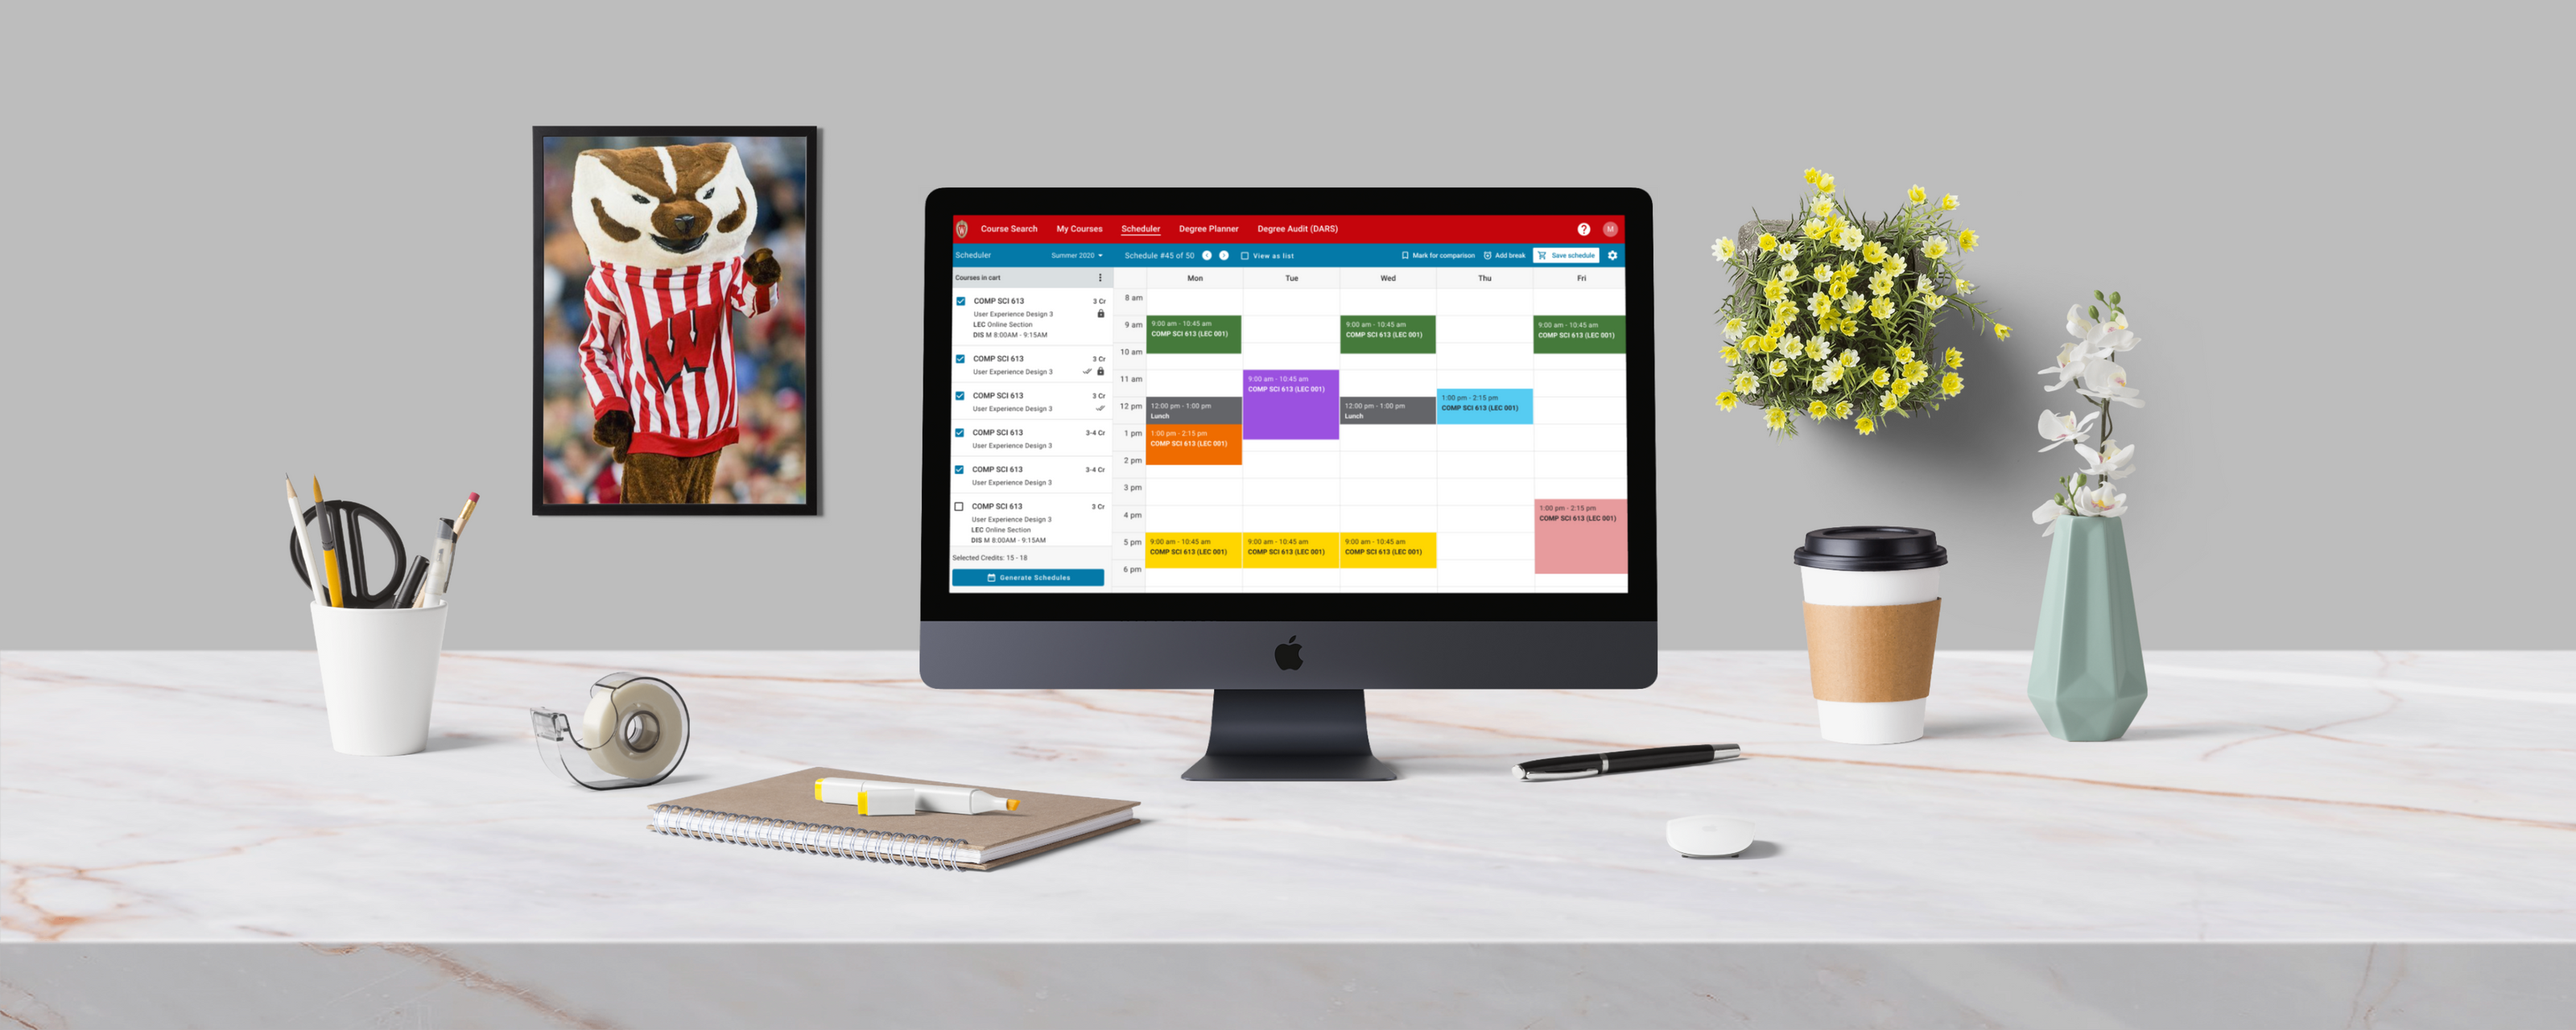 Course Search My Courses Scheduler Degree Planner Degree Audit (DARS) ? M
Scheduler Summer 2020 Schedule #45 of 50 View as list Mark for comparison Add break Save schedule
Courses in cart
COMP SCI 613 3 Cr
User Experience Design 3
LEC Online Section
DIS M 8:00AM - 9:15AM
COMP SCI 613 3 Cr
User Experience Design 3
COMP SCI 613 3 Cr
User Experience Design 3
COMP SCI 613 3-4 Cr
User Experience Design 3
COMP SCI 613 3-4 Cr
User Experience Design 3
COMP SCI 613 3 Cr
User Experience Design 3
LEC Online Section
DIS M 8:00AM - 9:15AM
Selected Credits: 15 - 18
Generate Schedules
Mon Tue Wed Thu Fri
8 am
9 am
10 am
11 am
12 pm
1 pm
2 pm
3 pm
4 pm
5 pm
6 pm
9:00 am - 10:45 am
COMP SCI 613 (LEC 001)
12:00 pm - 1:00 pm
Lunch
1:00 pm - 2:15 pm
COMP SCI 613 (LEC 001)
9:00 am - 10:45 am
COMP SCI 613 (LEC 001)
9:00 am - 10:45 am
COMP SCI 613 (LEC 001)
9:00 am - 10:45 am
COMP SCI 613 (LEC 001)
9:00 am - 10:45 am
COMP SCI 613 (LEC 001)
12:00 pm - 1:00 pm
Lunch
9:00 am - 10:45 am
COMP SCI 613 (LEC 001)
1:00 pm - 2:15 pm
COMP SCI 613 (LEC 001)
9:00 am - 10:45 am
COMP SCI 613 (LEC 001)
1:00 pm - 2:15 pm
COMP SCI 613 (LEC 001)
W